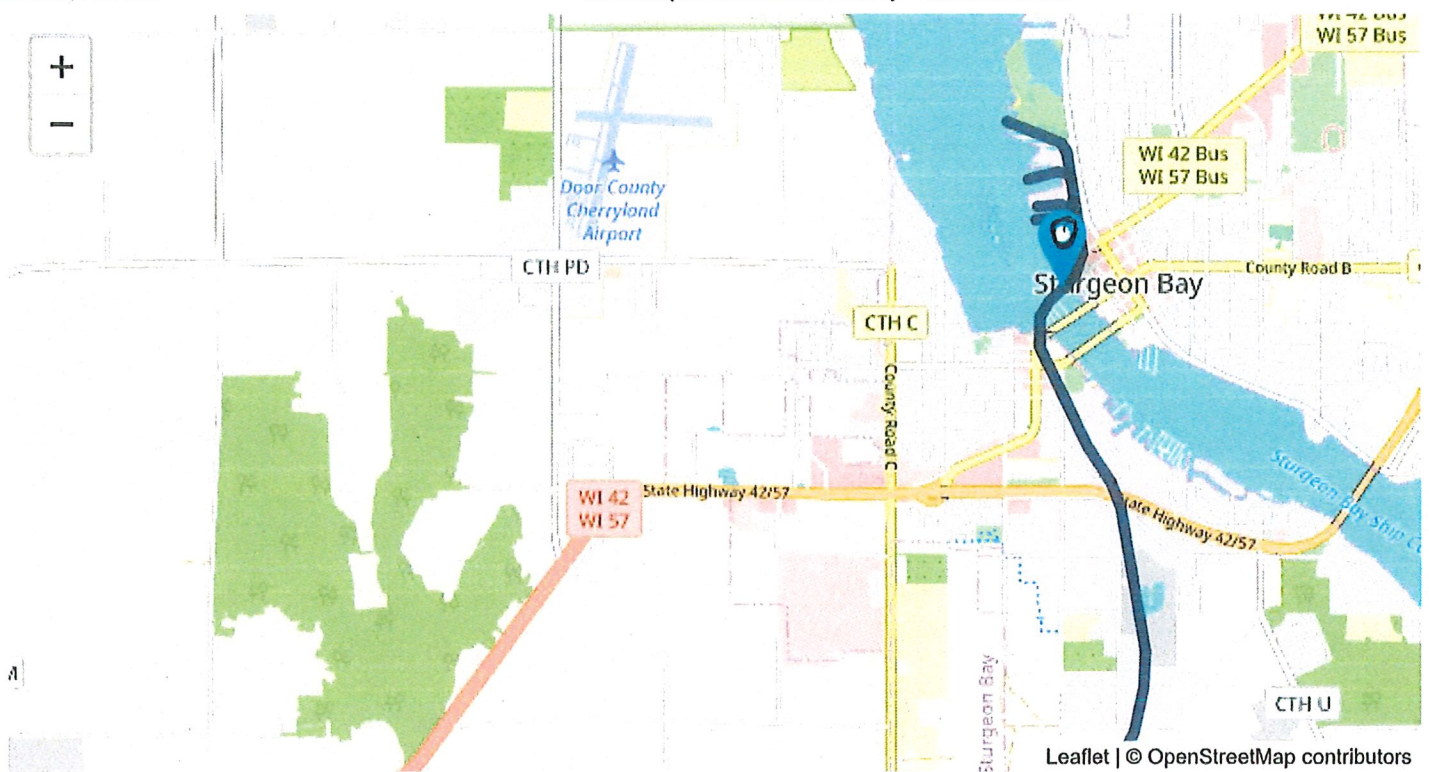 +
−
WI 42 Bus
WI 57 Bus
WI 42 Bus
WI 57 Bus
Door County
Cherryland
Airport
CTH PD
County Road B
Sturgeon Bay
CTH C
County Road C
WI 42
WI 57
State Highway 42/57
State Highway 42/57
Sturgeon Bay Ship C
Sturgeon Bay
CTH U
Leaflet | © OpenStreetMap contributors